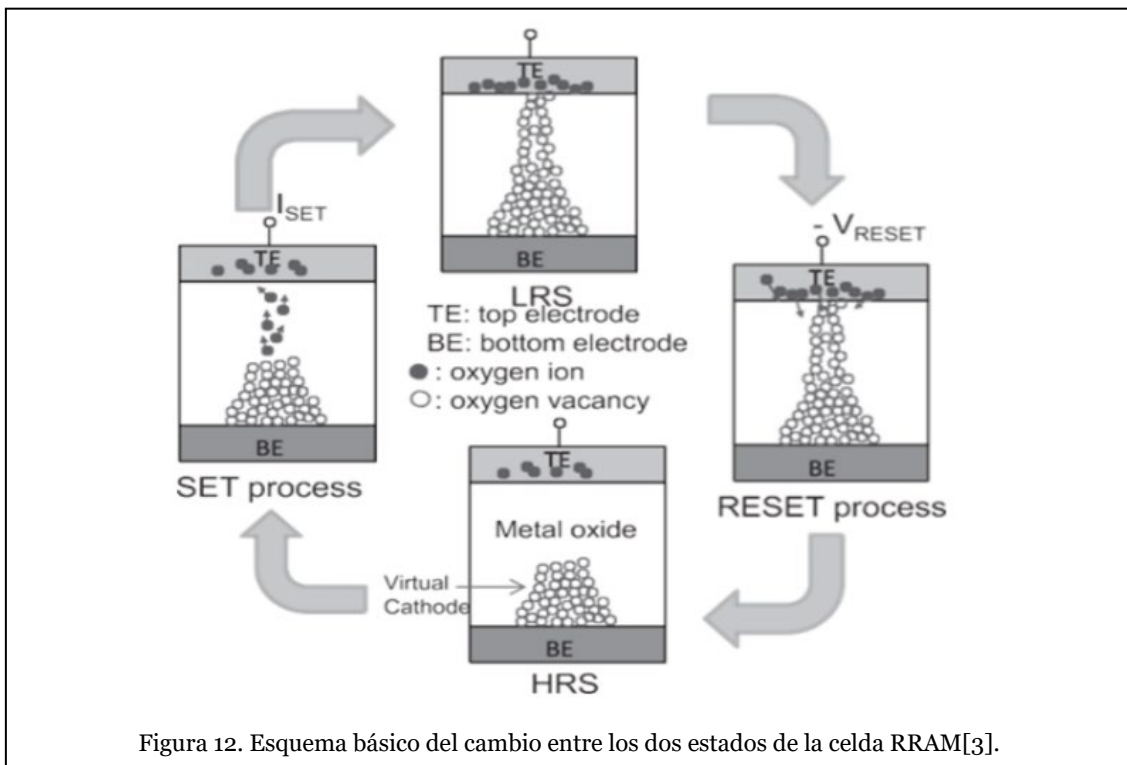 TE
BE
LRS
I_SET
TE
BE
SET process
- V_RESET
TE
BE
RESET process
TE: top electrode
BE: bottom electrode
: oxygen ion
: oxygen vacancy
TE
Metal oxide
Virtual
Cathode
BE
HRS
Figura 12. Esquema básico del cambio entre los dos estados de la celda RRAM[3].